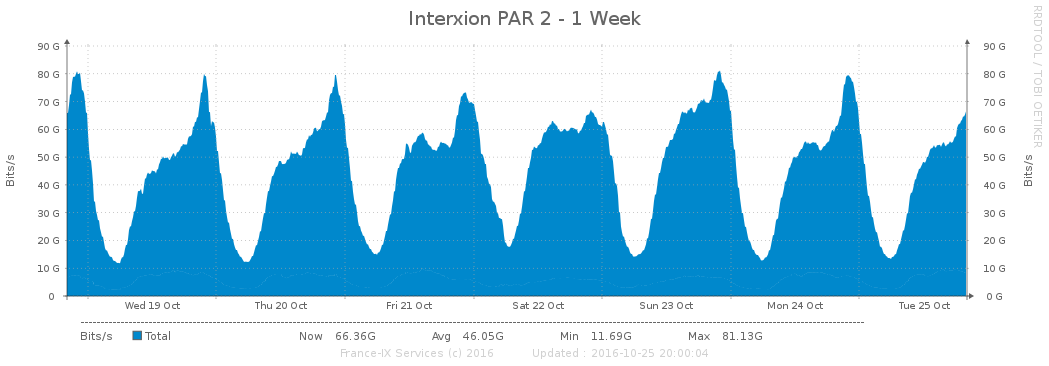 Interxion PAR 2 - 1 Week
RRDTOOL / TOBI OETIKER
Bits/s
90 G 90 G
80 G 80 G
70 G 70 G
60 G 60 G
50 G 50 G
40 G 40 G
30 G 30 G
20 G 20 G
10 G 10 G
0 0 G
Bits/s
Wed 19 Oct Thu 20 Oct Fri 21 Oct Sat 22 Oct Sun 23 Oct Mon 24 Oct Tue 25 Oct
Bits/s Total Now 66.36G Avg 46.05G Min 11.69G Max 81.13G
France-IX Services (c) 2016 Updated : 2016-10-25 20:00:04